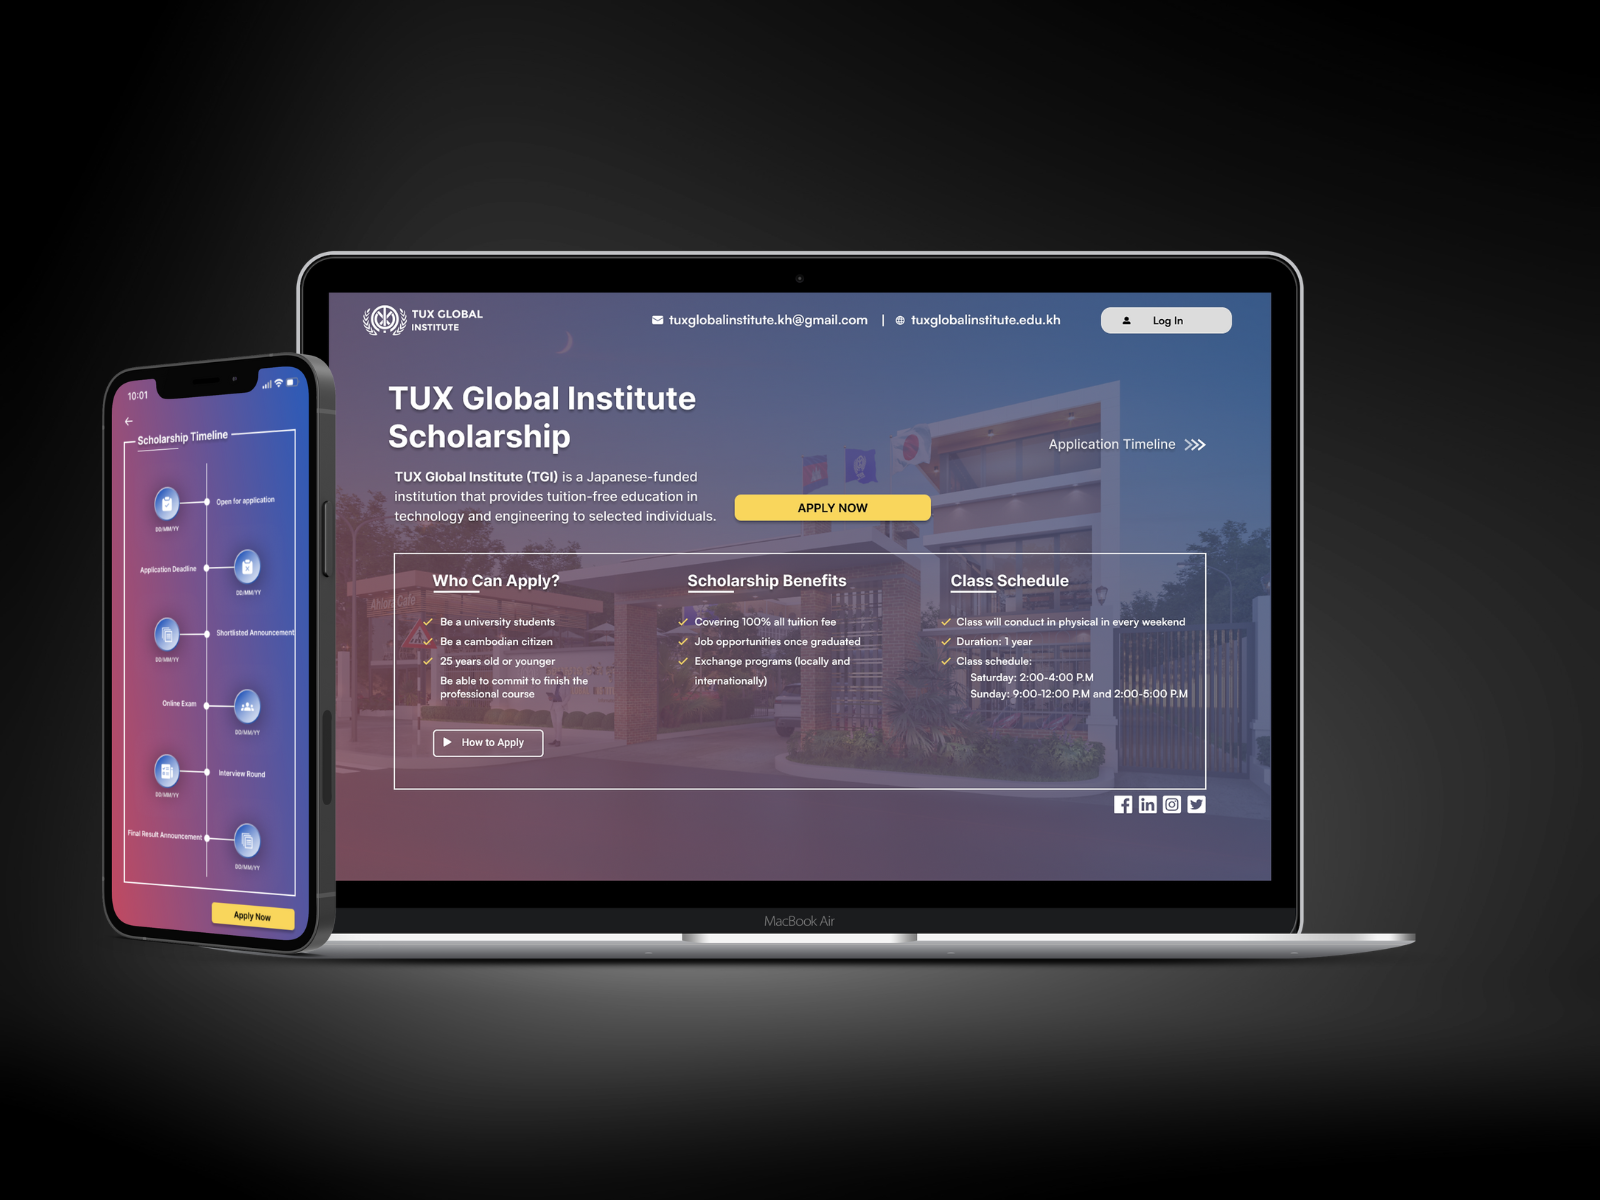 TUX GLOBAL
INSTITUTE
tuxglobalinstitute.kh@gmail.com | tuxglobalinstitute.edu.kh
Log In
TUX Global Institute
Scholarship
Application Timeline
TUX Global Institute (TGI) is a Japanese-funded
institution that provides tuition-free education in
technology and engineering to selected individuals.
APPLY NOW
Who Can Apply?
Be a university students
Be a cambodian citizen
25 years old or younger
Be able to commit to finish the
professional course
How to Apply
Scholarship Benefits
Covering 100% all tuition fee
Job opportunities once graduated
Exchange programs (locally and
internationally)
Class Schedule
Class will conduct in physical in every weekend
Duration: 1 year
Class schedule:
Saturday: 2:00-4:00 P.M
Sunday: 9:00-12:00 P.M and 2:00-5:00 P.M
MacBook Air
10:01
Scholarship Timeline
Open for application
DD/MM/YY
Application Deadline
DD/MM/YY
Shortlisted Announcement
DD/MM/YY
Online Exam
DD/MM/YY
Interview Round
DD/MM/YY
Final Result Announcement
DD/MM/YY
Apply Now